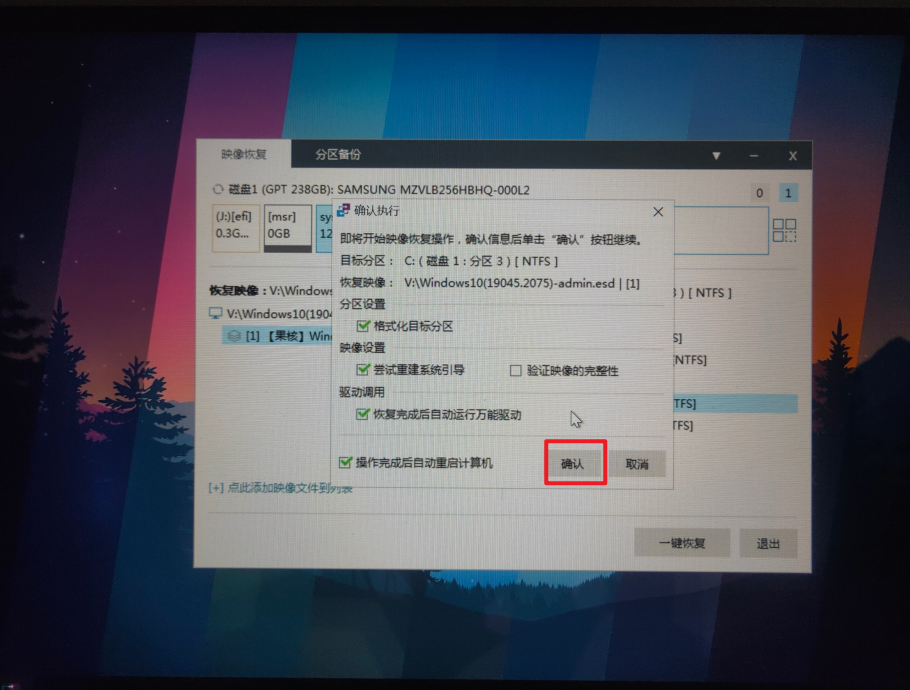 映像恢复 分区备份
磁盘1 (GPT 238GB): SAMSUNG MZVLB256HBHQ-000L2 0 1
(J:)[efi]
0.3G...
[msr]
0GB
sy
12
恢复映像：V:\Windows
V:\Windows10(1904
[1] 【果核】Win
3 ) [ NTFS ]
S]
[NTFS]
TFS]
TFS]
[+] 点此添加映像文件到列表
一键恢复 退出
确认执行
即将开始映像恢复操作，确认信息后单击“确认”按钮继续。
目标分区： C: ( 磁盘 1 : 分区 3 ) [ NTFS ]
恢复映像： V:\Windows10(19045.2075)-admin.esd | [1]
分区设置
格式化目标分区
映像设置
尝试重建系统引导 验证映像的完整性
驱动调用
恢复完成后自动运行万能驱动
操作完成后自动重启计算机 确认 取消